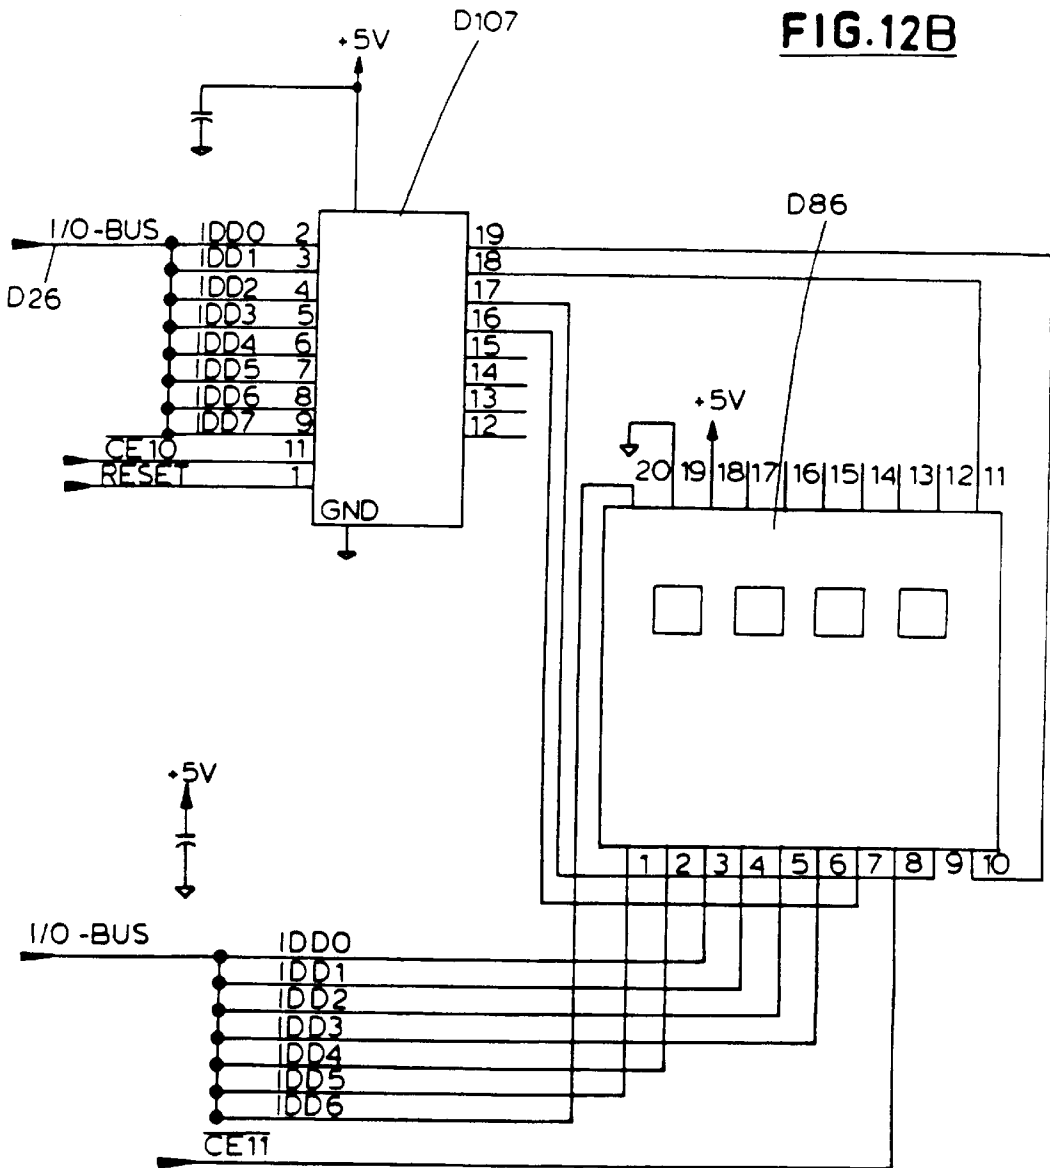 FIG.12B
D107
+5V
D86
I/O-BUS
D26
IDD0 2
IDD1 3
IDD2 4
IDD3 5
IDD4 6
IDD5 7
IDD6 8
IDD7 9
CE10 11
RESET 1
GND
19
18
17
16
15
14
13
12
+5V
20 19 18 17 16 15 14 13 12 11
1 2 3 4 5 6 7 8 9 10
+5V
I/O-BUS
IDD0
IDD1
IDD2
IDD3
IDD4
IDD5
IDD6
CE11